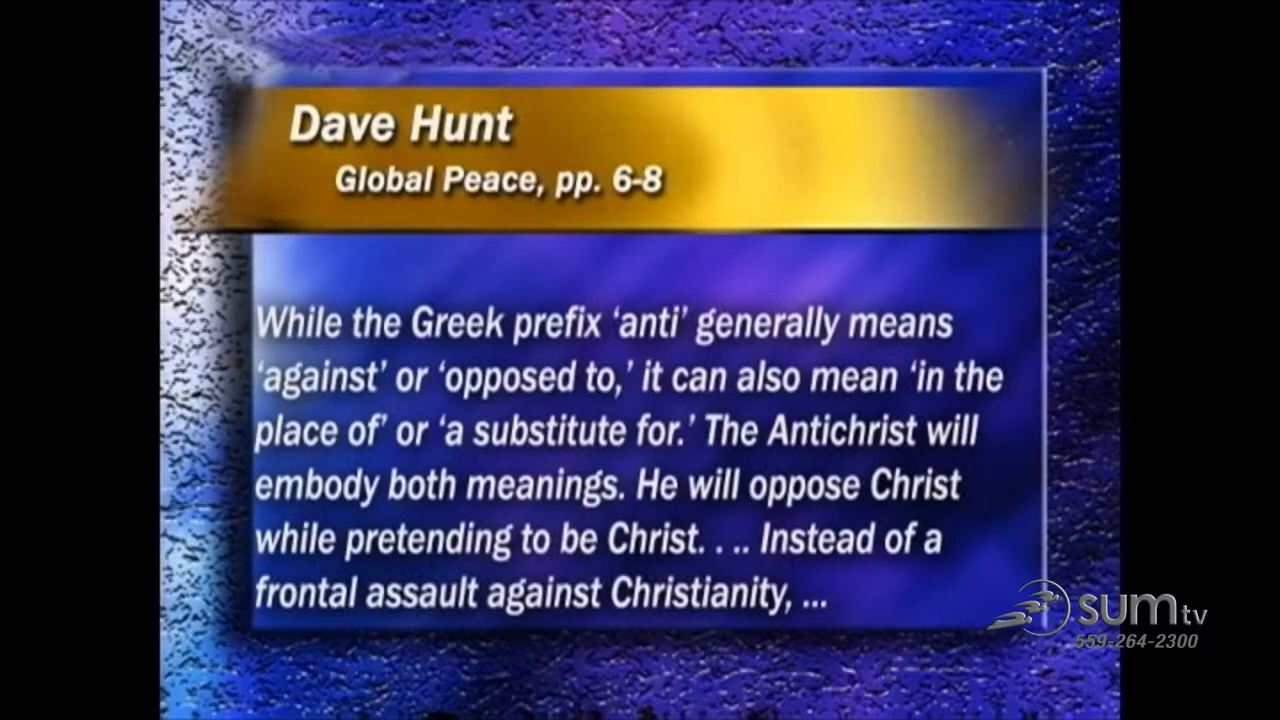 Dave Hunt
Global Peace, pp. 6-8
While the Greek prefix ‘anti’ generally means
‘against’ or ‘opposed to,’ it can also mean ‘in the
place of’ or ‘a substitute for.’ The Antichrist will
embody both meanings. He will oppose Christ
while pretending to be Christ. . .. Instead of a
frontal assault against Christianity, ...
sumtv
559-264-2300